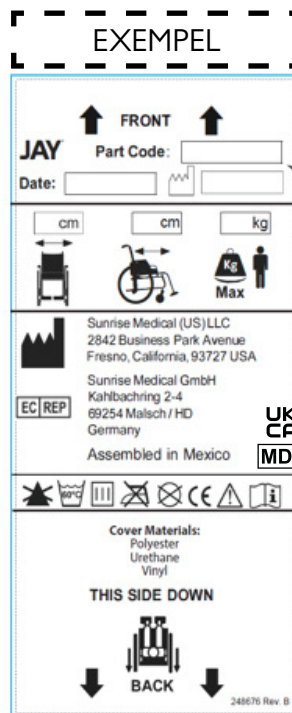 EXEMPEL
FRONT
JAY Part Code:
Date:
cm cm kg
Kg
Max
Sunrise Medical (US) LLC
2842 Business Park Avenue
Fresno, California, 93727 USA
Sunrise Medical GmbH
Kahlbachring 2-4
EC REP
69254 Malsch / HD
Germany
UK
CA
Assembled in Mexico
MD
60°C
CE
Cover Materials:
Polyester
Urethane
Vinyl
THIS SIDE DOWN
BACK
248676 Rev. B